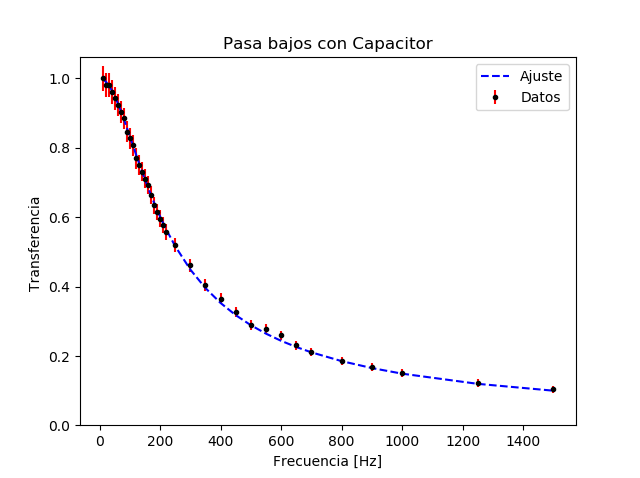 Pasa bajos con Capacitor
Ajuste
Datos
Transferencia
1.0
0.8
0.6
0.4
0.2
0.0
0 200 400 600 800 1000 1200 1400
Frecuencia [Hz]